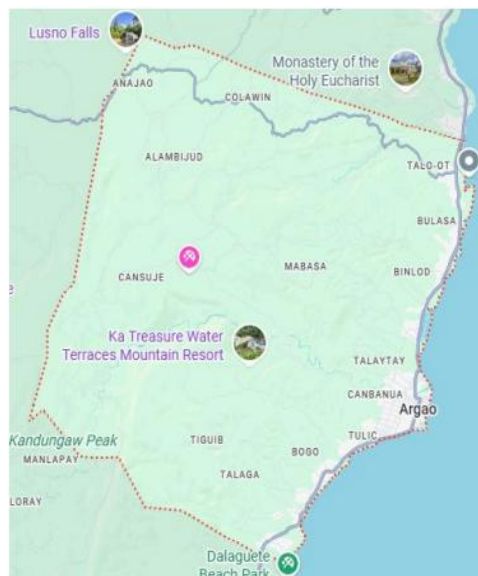 Lusno Falls
Monastery of the
Holy Eucharist
ANAJAO
COLAWIN
ALAMBIJUD
TALO-OT
BULASA
MABASA
BINLOD
CANSUJE
Ka Treasure Water
Terraces Mountain Resort
TALAYTAY
CANBANUA
Argao
Kandungaw Peak
TIGUIB
TULIC
BOGO
MANLAPAY
TALAGA
LORAY
Dalaguete
Beach Park